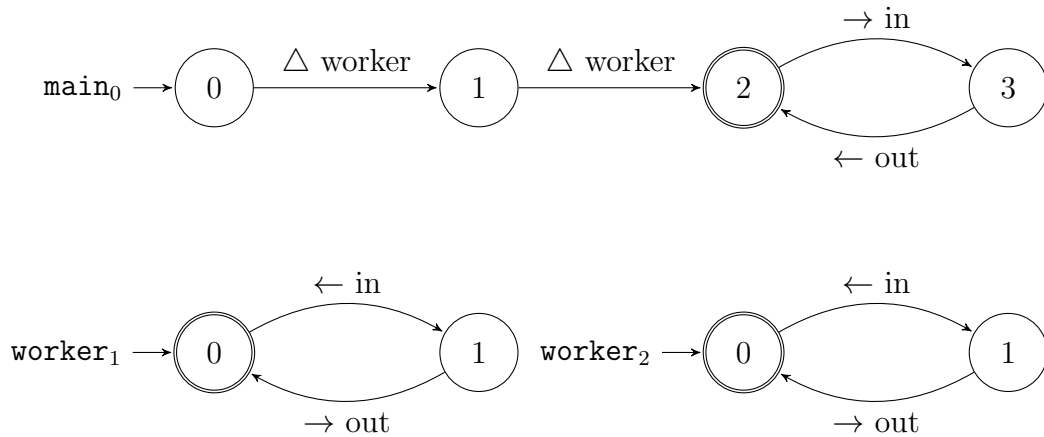 → in
△ worker △ worker
main₀ 0 1 2 3
← out
← in ← in
worker₁ 0 1 worker₂ 0 1
→ out → out